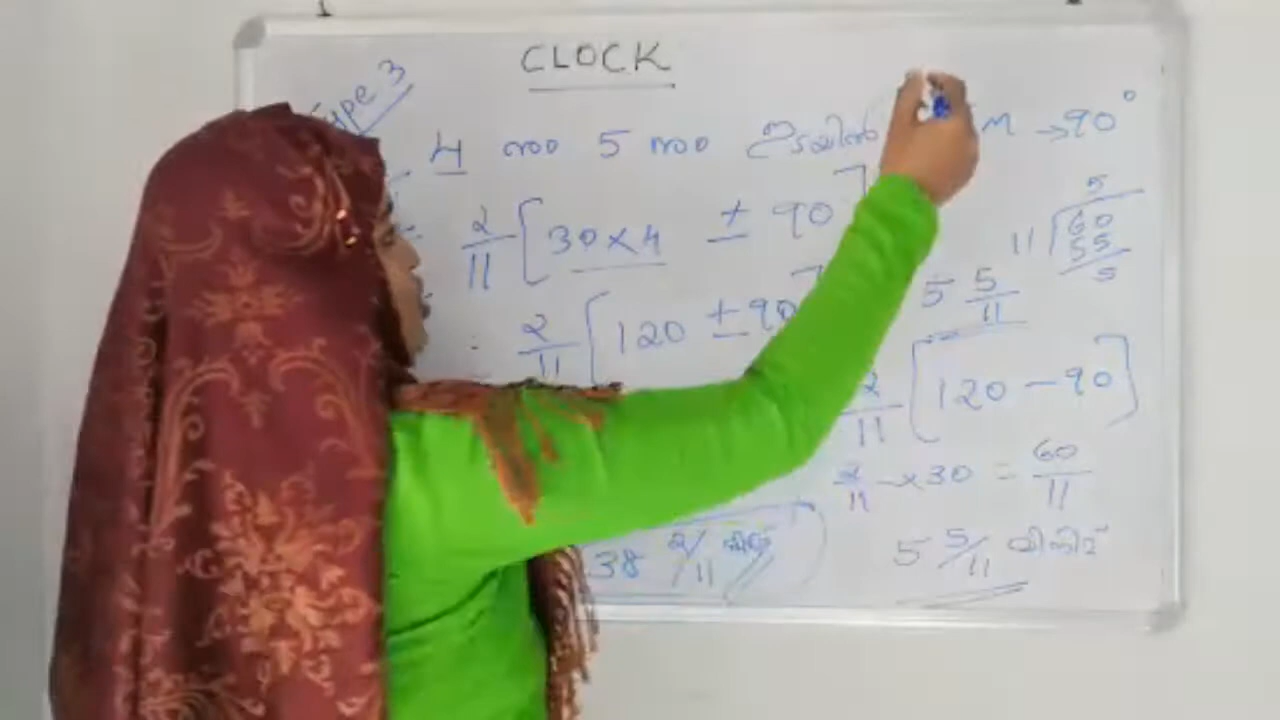 CLOCK
Type 3
4 നും 5 നും ഇടയിൽ → 90°
2/11 [ 30 × 4 ± 90 ]
2/11 [ 120 ± 90 ]
38 2/11
5
11 ) 60
55
5
5 5/11
2/11 [ 120 - 90 ]
2/11 × 30 = 60/11
5 5/11 മിനിറ്റ്